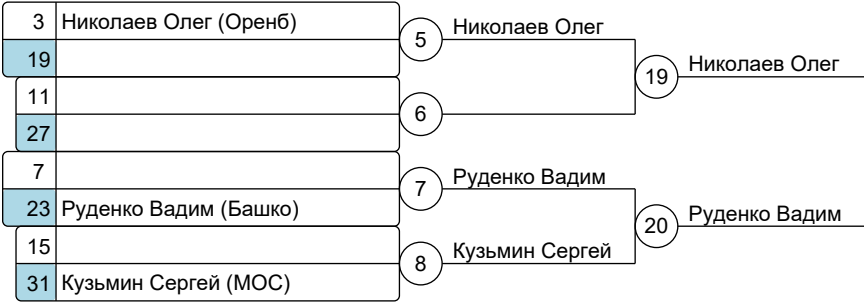 3 Николаев Олег (Оренб)
19
5 Николаев Олег
19 Николаев Олег
11
27
6
7
23 Руденко Вадим (Башко)
7 Руденко Вадим
20 Руденко Вадим
15
31 Кузьмин Сергей (МОС)
8 Кузьмин Сергей